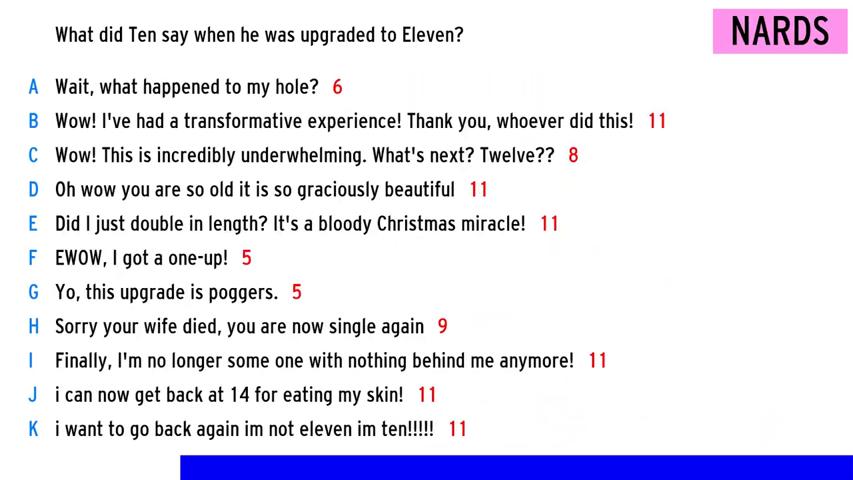 What did Ten say when he was upgraded to Eleven?
NARDS
A Wait, what happened to my hole? 6
B Wow! I've had a transformative experience! Thank you, whoever did this! 11
C Wow! This is incredibly underwhelming. What's next? Twelve?? 8
D Oh wow you are so old it is so graciously beautiful 11
E Did I just double in length? It's a bloody Christmas miracle! 11
F EWOW, I got a one-up! 5
G Yo, this upgrade is poggers. 5
H Sorry your wife died, you are now single again 9
I Finally, I'm no longer some one with nothing behind me anymore! 11
J i can now get back at 14 for eating my skin! 11
K i want to go back again im not eleven im ten!!!!! 11